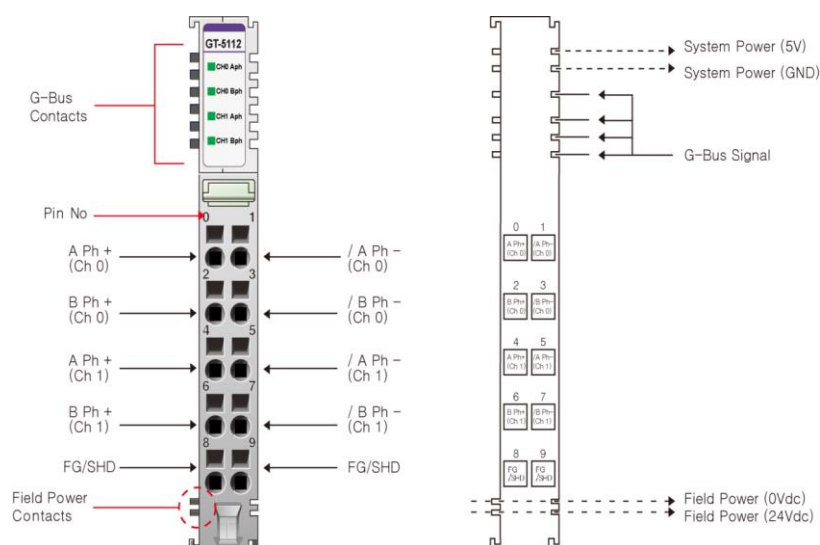 GT-5112
CH0 Aph
CH0 Bph
CH1 Aph
CH1 Bph
G-Bus
Contacts
Pin No
0 1
A Ph +
(Ch 0)
/ A Ph −
(Ch 0)
2 3
B Ph +
(Ch 0)
/ B Ph −
(Ch 0)
4 5
A Ph +
(Ch 1)
/ A Ph −
(Ch 1)
6 7
B Ph +
(Ch 1)
/ B Ph −
(Ch 1)
8 9
FG/SHD
FG/SHD
Field Power
Contacts
System Power (5V)
System Power (GND)
G-Bus Signal
0 1
A Ph+
(Ch 0)
/A Ph-
(Ch 0)
2 3
B Ph+
(Ch 0)
/B Ph-
(Ch 0)
4 5
A Ph+
(Ch 1)
/A Ph-
(Ch 1)
6 7
B Ph+
(Ch 1)
/B Ph-
(Ch 1)
8 9
FG
/SHD
FG
/SHD
Field Power (0Vdc)
Field Power (24Vdc)